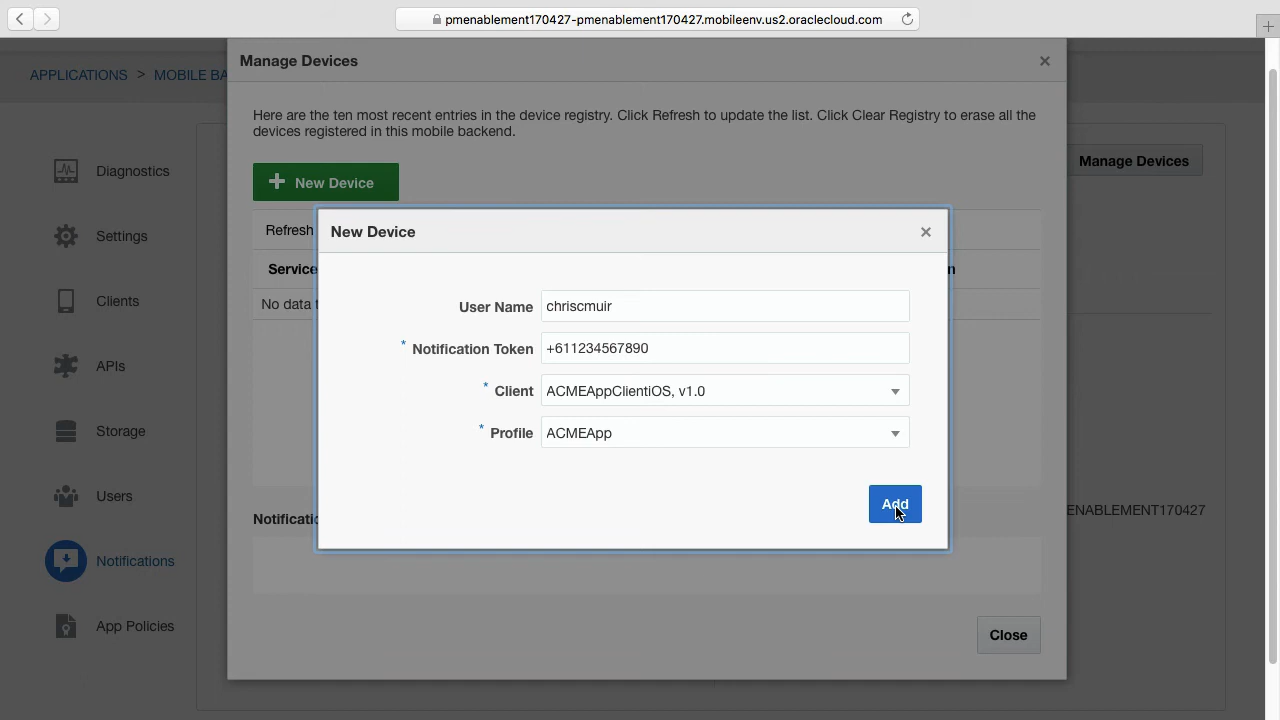 pmenablement170427-pmenablement170427.mobileenv.us2.oraclecloud.com
APPLICATIONS > MOBILE BA
Manage Devices
Here are the ten most recent entries in the device registry. Click Refresh to update the list. Click Clear Registry to erase all the
devices registered in this mobile backend.
Manage Devices
New Device
Diagnostics
Settings
Clients
APIs
Storage
Users
Notifications
App Policies
Refresh
Service
No data t
Notificatio
ENABLEMENT170427
New Device
User Name chriscmuir
* Notification Token +611234567890
* Client ACMEAppClientiOS, v1.0
* Profile ACMEApp
Add
Close